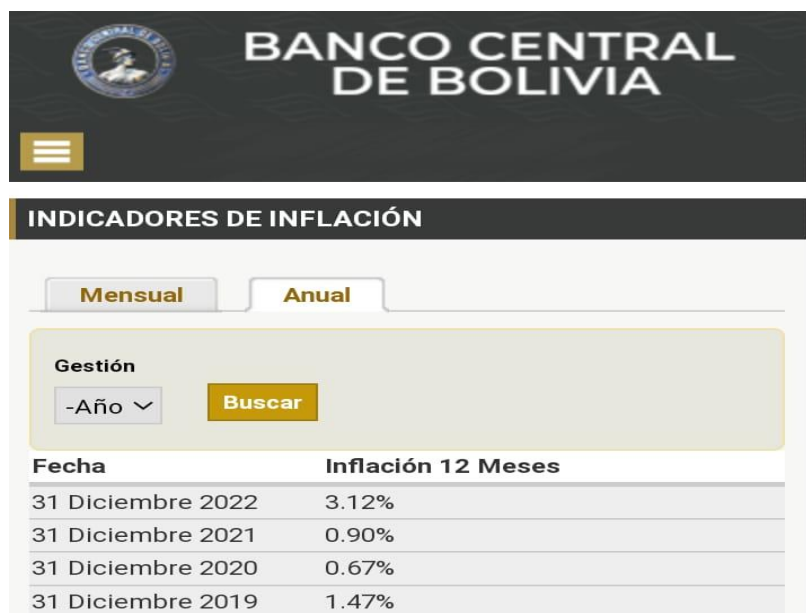 BANCO CENTRAL
DE BOLIVIA
INDICADORES DE INFLACIÓN
Mensual Anual
Gestión
-Año Buscar
Fecha Inflación 12 Meses
31 Diciembre 2022 3.12%
31 Diciembre 2021 0.90%
31 Diciembre 2020 0.67%
31 Diciembre 2019 1.47%